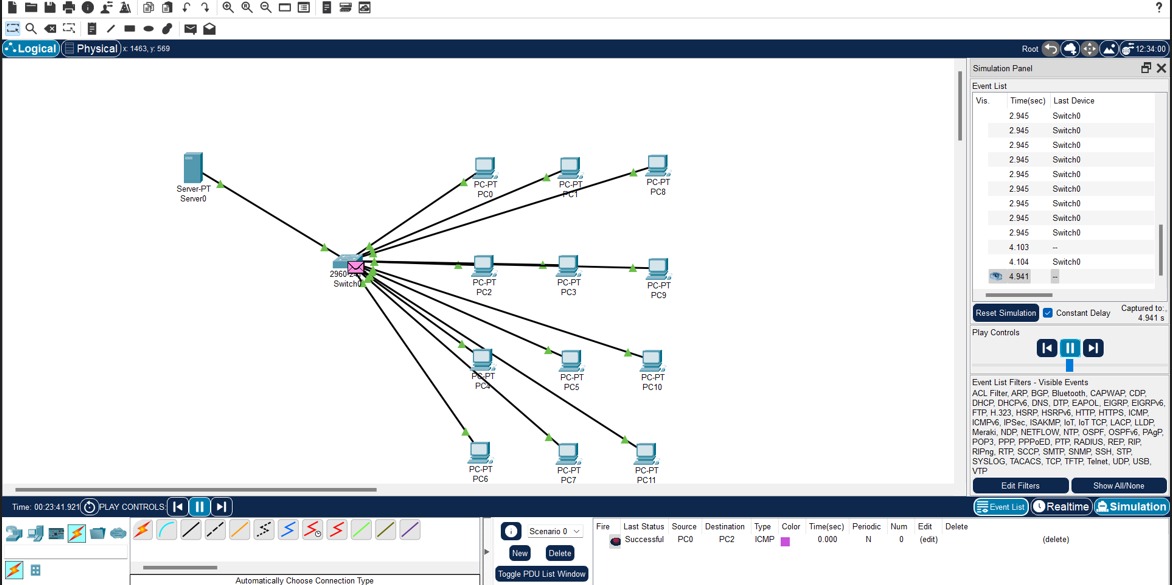 ?
Logical Physical x: 1463, y: 569
Root 12:34:00
Simulation Panel
Event List
Vis. Time(sec) Last Device
2.945 Switch0
2.945 Switch0
2.945 Switch0
2.945 Switch0
2.945 Switch0
2.945 Switch0
2.945 Switch0
2.945 Switch0
2.945 Switch0
4.103 --
4.104 Switch0
4.941 --
Reset Simulation Constant Delay Captured to:
4.941 s
Play Controls
Event List Filters - Visible Events
ACL Filter, ARP, BGP, Bluetooth, CAPWAP, CDP,
DHCP, DHCPv6, DNS, DTP, EAPOL, EIGRP, EIGRPv6,
FTP, H.323, HSRP, HSRPv6, HTTP, HTTPS, ICMP,
ICMPv6, IPSec, ISAKMP, IoT, IoT TCP, LACP, LLDP,
Meraki, NDP, NETFLOW, NTP, OSPF, OSPFv6, PAgP,
POP3, PPP, PPPoED, PTP, RADIUS, REP, RIP,
RIPng, RTP, SCCP, SMTP, SNMP, SSH, STP,
SYSLOG, TACACS, TCP, TFTP, Telnet, UDP, USB,
VTP
Edit Filters Show All/None
Server-PT
Server0
PC-PT
PC0
PC-PT
PC1
PC-PT
PC8
2960-2
Switch0
PC-PT
PC2
PC-PT
PC3
PC-PT
PC9
PC-PT
PC4
PC-PT
PC5
PC-PT
PC10
PC-PT
PC6
PC-PT
PC7
PC-PT
PC11
Time: 00:23:41.921 PLAY CONTROLS: Event List Realtime Simulation
Automatically Choose Connection Type
Scenario 0
New Delete
Toggle PDU List Window
Fire Last Status Source Destination Type Color Time(sec) Periodic Num Edit Delete
Successful PC0 PC2 ICMP 0.000 N 0 (edit) (delete)